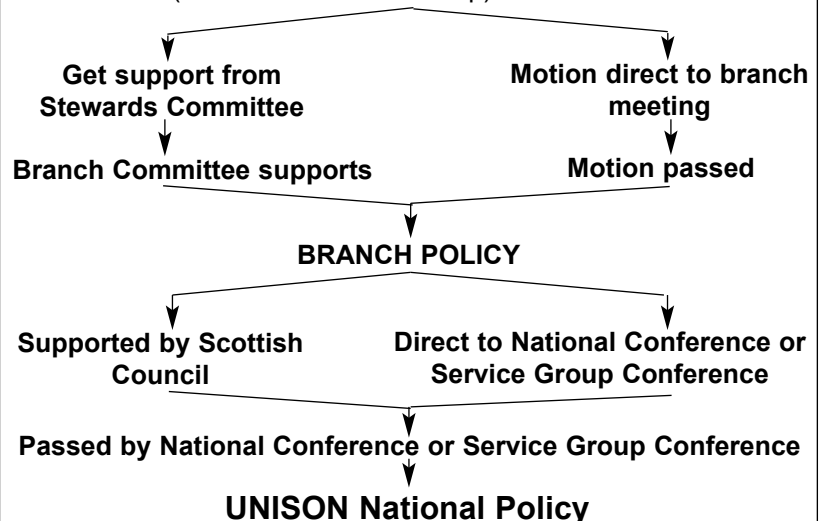 Get support from
Stewards Committee
Motion direct to branch
meeting
Branch Committee supports
Motion passed
BRANCH POLICY
Supported by Scottish
Council
Direct to National Conference or
Service Group Conference
Passed by National Conference or Service Group Conference
UNISON National Policy